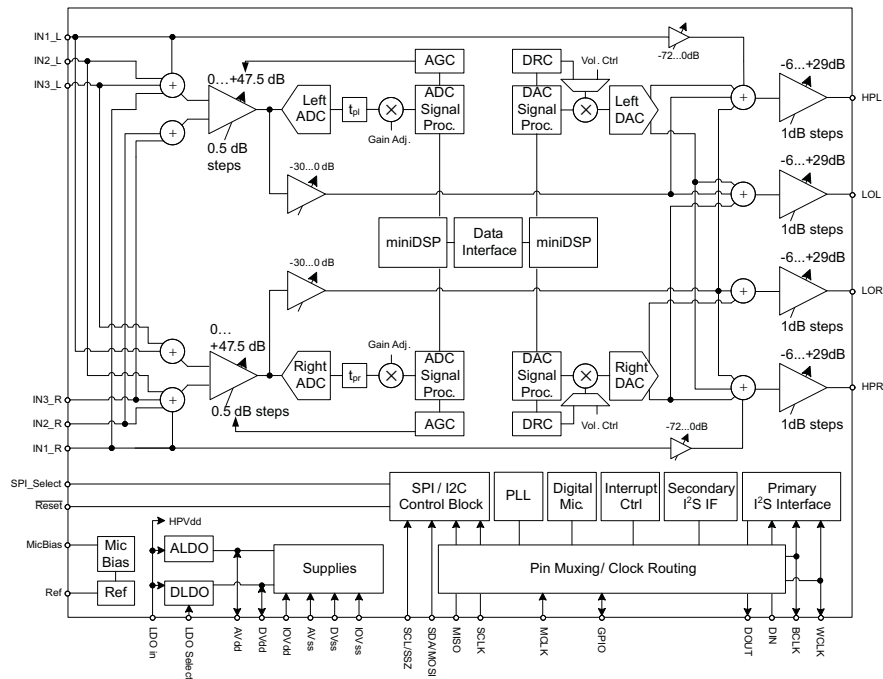 IN1_L
IN2_L
IN3_L
0…+47.5 dB
0.5 dB
steps
Left
ADC
tpl
Gain Adj.
AGC
ADC
Signal
Proc.
DRC
Vol. Ctrl
DAC
Signal
Proc.
Left
DAC
-72...0dB
-6...+29dB
1dB steps
HPL
-30...0 dB
-6...+29dB
1dB steps
LOL
miniDSP
Data
Interface
miniDSP
-30...0 dB
-6...+29dB
1dB steps
LOR
0…
+47.5 dB
0.5 dB steps
Right
ADC
tpr
Gain Adj.
ADC
Signal
Proc.
AGC
DAC
Signal
Proc.
DRC
Vol. Ctrl
Right
DAC
-72...0dB
-6...+29dB
1dB steps
HPR
IN3_R
IN2_R
IN1_R
SPI_Select
Reset
SPI / I2C
Control Block
PLL
Digital
Mic.
Interrupt
Ctrl
Secondary
I²S IF
Primary
I²S Interface
HPVdd
MicBias
Mic
Bias
Ref
Ref
ALDO
DLDO
Supplies
Pin Muxing/ Clock Routing
LDO in
LDO Select
AVdd
DVdd
IOVdd
AVss
DVss
IOVss
SCL/SSZ
SDA/MOSI
MISO
SCLK
MCLK
GPIO
DOUT
DIN
BCLK
WCLK
+
+
+
+
+
+
+
+